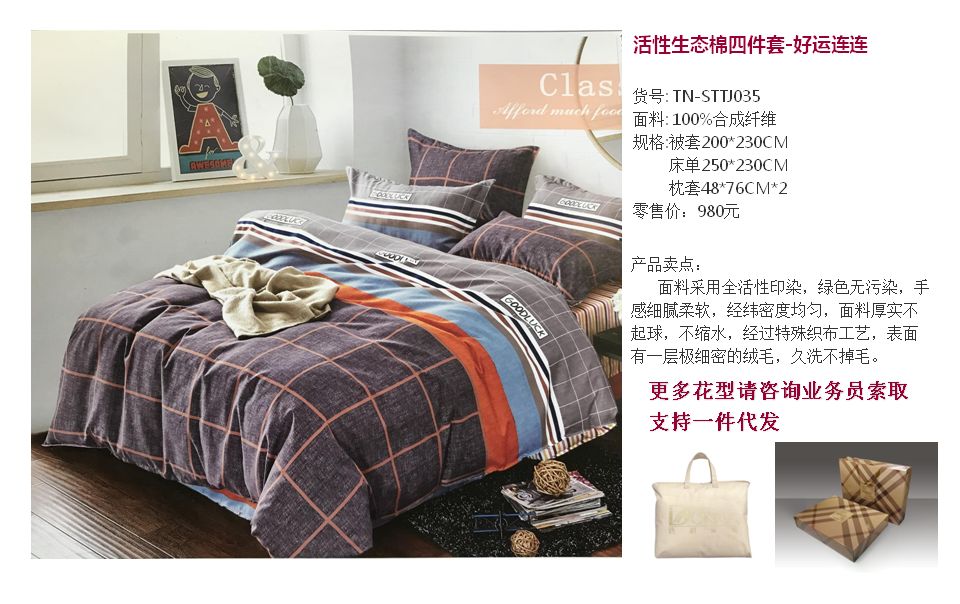 活性生态棉四件套-好运连连
货号: TN-STTJ035
面料: 100%合成纤维
规格:被套200*230CM
床单250*230CM
枕套48*76CM*2
零售价：980元
产品卖点：
面料采用全活性印染，绿色无污染，手
感细腻柔软，经纬密度均匀，面料厚实不
起球，不缩水，经过特殊织布工艺，表面
有一层极细密的绒毛，久洗不掉毛。
更多花型请咨询业务员索取
支持一件代发
Class
Afford much food
for
AWESOME
&
GOODLUCK
GOODLUCK
GOODLUCK
GOODLUCK